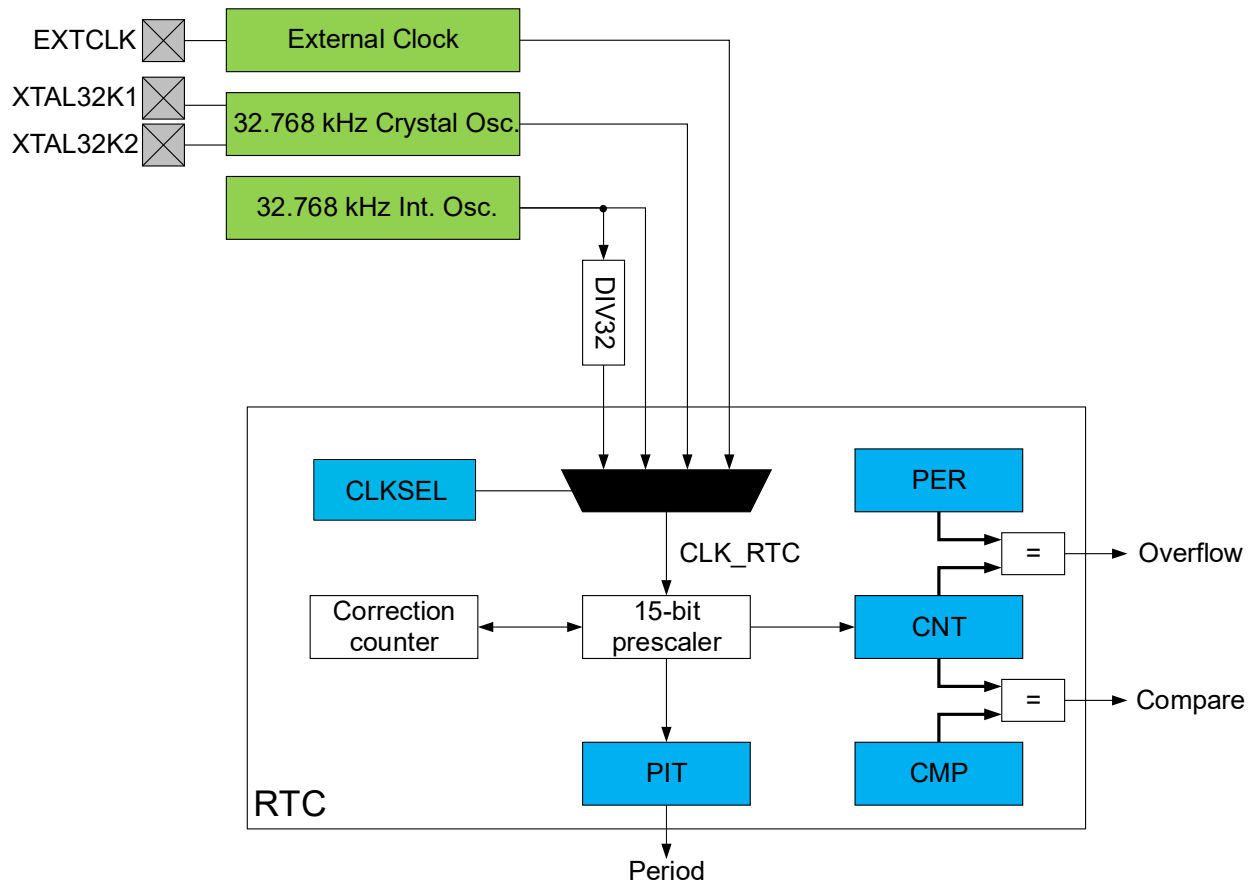 EXTCLK
External Clock
XTAL32K1
XTAL32K2
32.768 kHz Crystal Osc.
32.768 kHz Int. Osc.
DIV32
CLKSEL
PER
CLK_RTC
=
Overflow
Correction
counter
15-bit
prescaler
CNT
=
Compare
PIT
CMP
RTC
Period